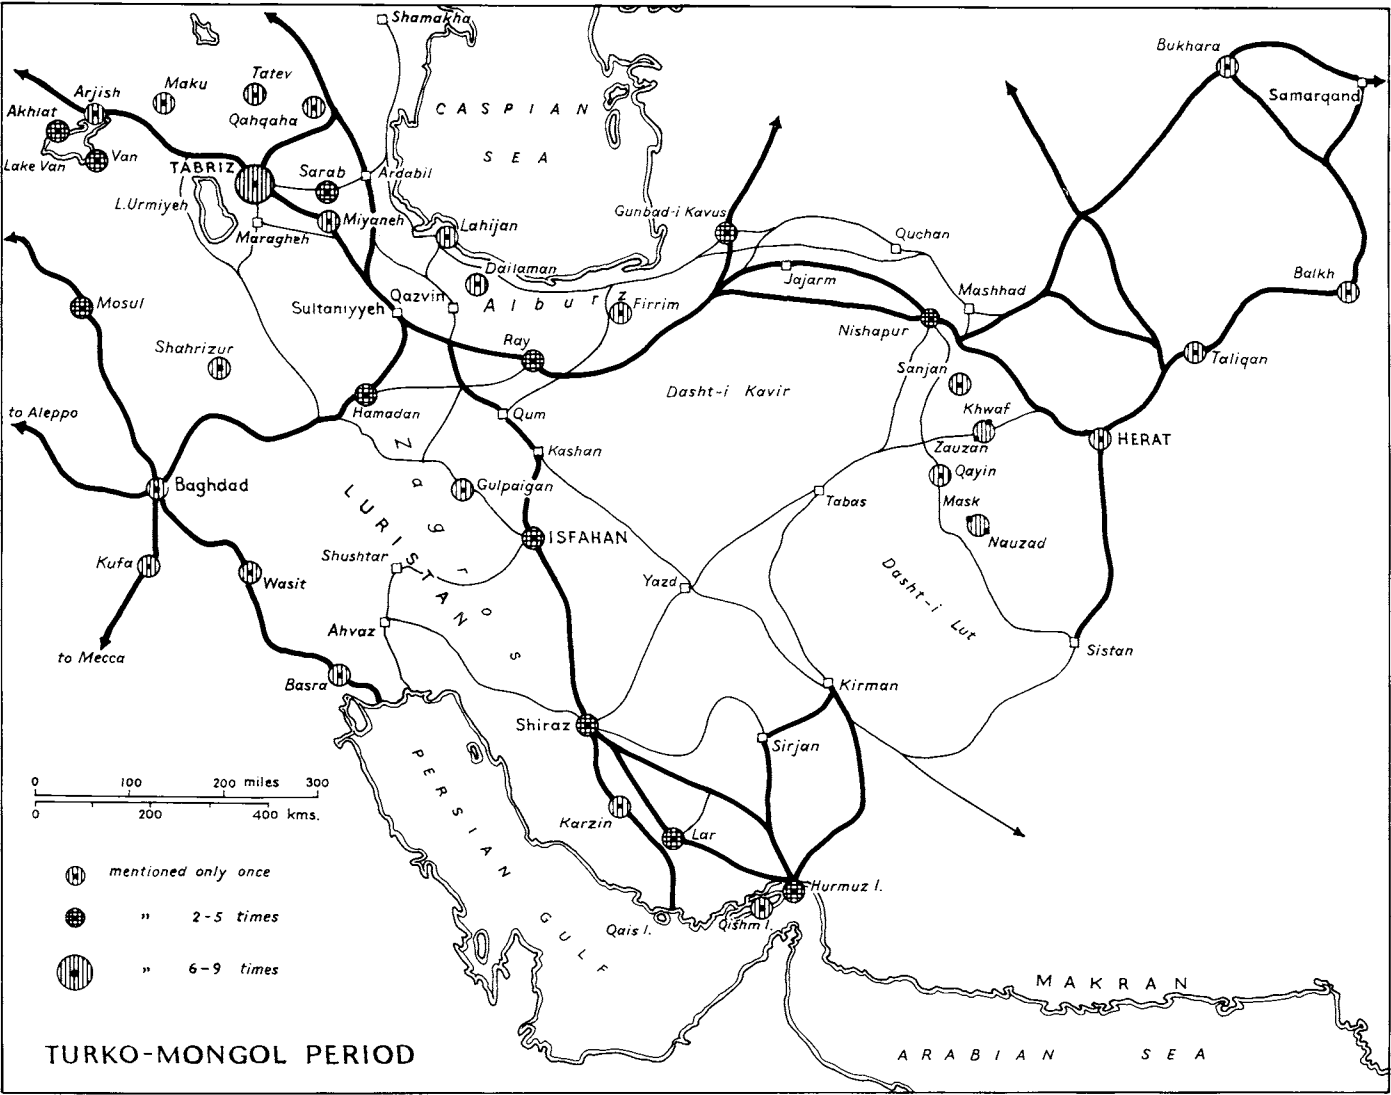 Shamakha
Bukhara
Tatev
Maku
Arjish
Samarqand
Akhlat
Qahqaha
CASPIAN
SEA
Van
Lake Van
TABRIZ
Sarab
Ardabil
L.Urmiyeh
Miyaneh
Lahijan
Gunbad-i Kavus
Maragheh
Quchan
Dailaman
Jajarm
Balkh
Mosul
Sultaniyyeh
Qazvin
Alburz
Firrim
Mashhad
Nishapur
Shahrizur
Ray
Taliqan
Sanjan
Dasht-i Kavir
to Aleppo
Hamadan
Qum
Khwaf
Zauzan
HERAT
Zagros
Kashan
Baghdad
Gulpaigan
Qayin
LURISTAN
Tabas
Mask
ISFAHAN
Nauzad
Shushtar
Kufa
Wasit
Yazd
Dasht-i Lut
Ahvaz
to Mecca
Sistan
Basra
Kirman
Shiraz
Sirjan
PERSIAN
GULF
0 100 200 miles 300
0 200 400 kms.
Karzin
Lar
mentioned only once
Hurmuz I.
" 2-5 times
Qais I.
Qishm I.
" 6-9 times
MAKRAN
TURKO-MONGOL PERIOD
ARABIAN SEA